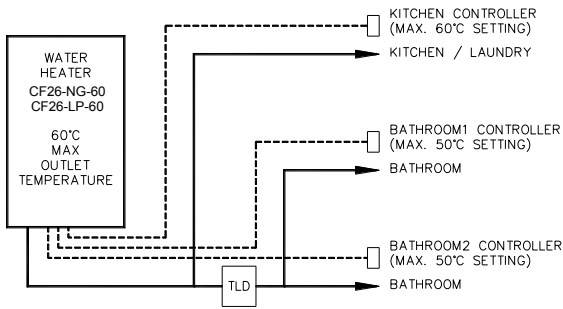 WATER
HEATER
CF26-NG-60
CF26-LP-60
60°C
MAX
OUTLET
TEMPERATURE
KITCHEN CONTROLLER
(MAX. 60°C SETTING)
KITCHEN / LAUNDRY
BATHROOM1 CONTROLLER
(MAX. 50°C SETTING)
BATHROOM
BATHROOM2 CONTROLLER
(MAX. 50°C SETTING)
TLD
BATHROOM